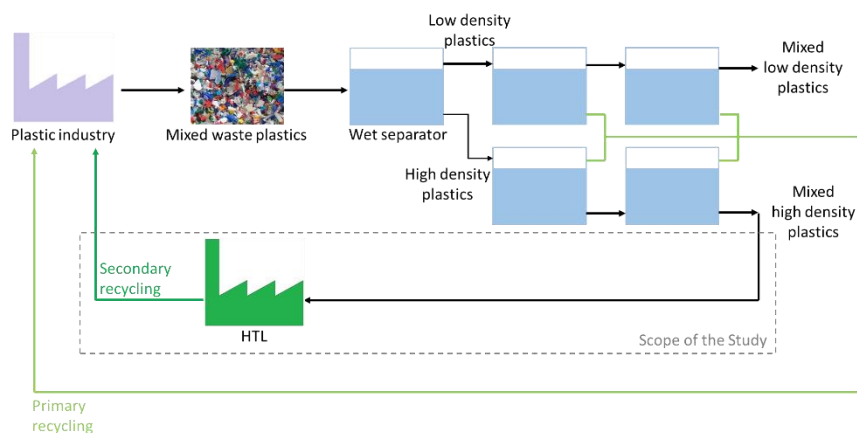 Low density
plastics
Mixed
low density
plastics
Plastic industry
Mixed waste plastics
Wet separator
High density
plastics
Mixed
high density
plastics
Secondary
recycling
HTL
Scope of the Study
Primary
recycling